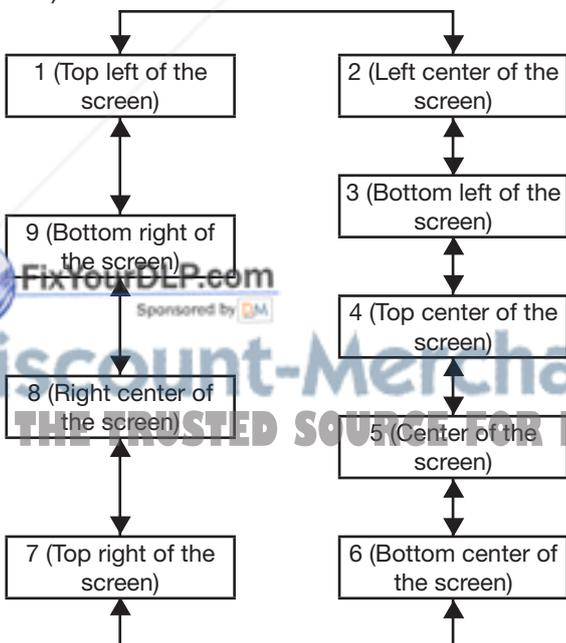 1 (Top left of the
screen)
2 (Left center of the
screen)
3 (Bottom left of the
screen)
9 (Bottom right of
the screen)
FixYourDLP.com
Sponsored by DM
4 (Top center of the
screen)
iscount-Mercha
8 (Right center of
the screen)
THE TRUSTED SOURCE FOR
5 (Center of the
screen)
7 (Top right of the
screen)
6 (Bottom center of
the screen)